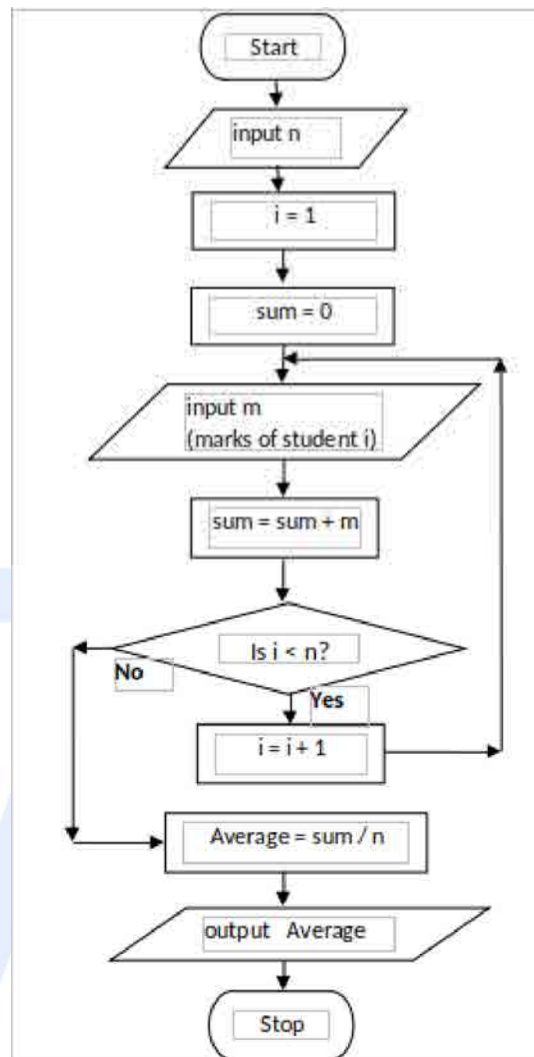 Start
input n
i = 1
sum = 0
input m
(marks of student i)
sum = sum + m
Is i < n?
No
Yes
i = i + 1
Average = sum / n
output Average
Stop